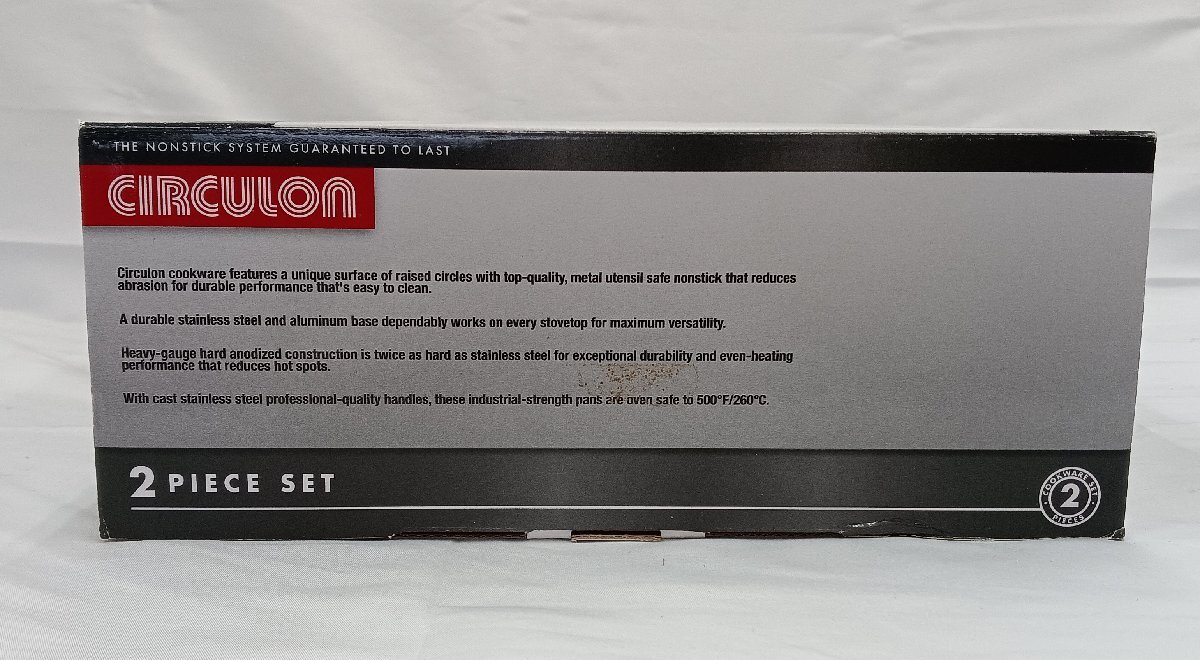 THE NONSTICK SYSTEM GUARANTEED TO LAST
CIRCULON
Circulon cookware features a unique surface of raised circles with top-quality, metal utensil safe nonstick that reduces
abrasion for durable performance that's easy to clean.
A durable stainless steel and aluminum base dependably works on every stovetop for maximum versatility.
Heavy-gauge hard anodized construction is twice as hard as stainless steel for exceptional durability and even-heating
performance that reduces hot spots.
With cast stainless steel professional-quality handles, these industrial-strength pans are oven safe to 500°F/260°C.
2 PIECE SET
COOKWARE SET
2
PIECES